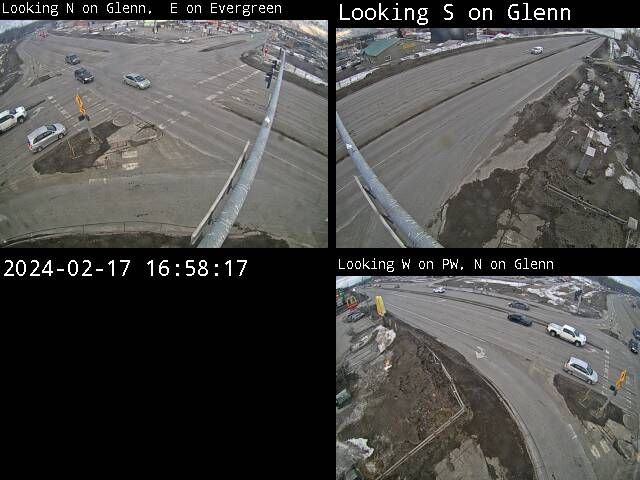 Looking N on Glenn, E on Evergreen
Looking S on Glenn
2024-02-17 16:58:17
Looking W on PW, N on Glenn